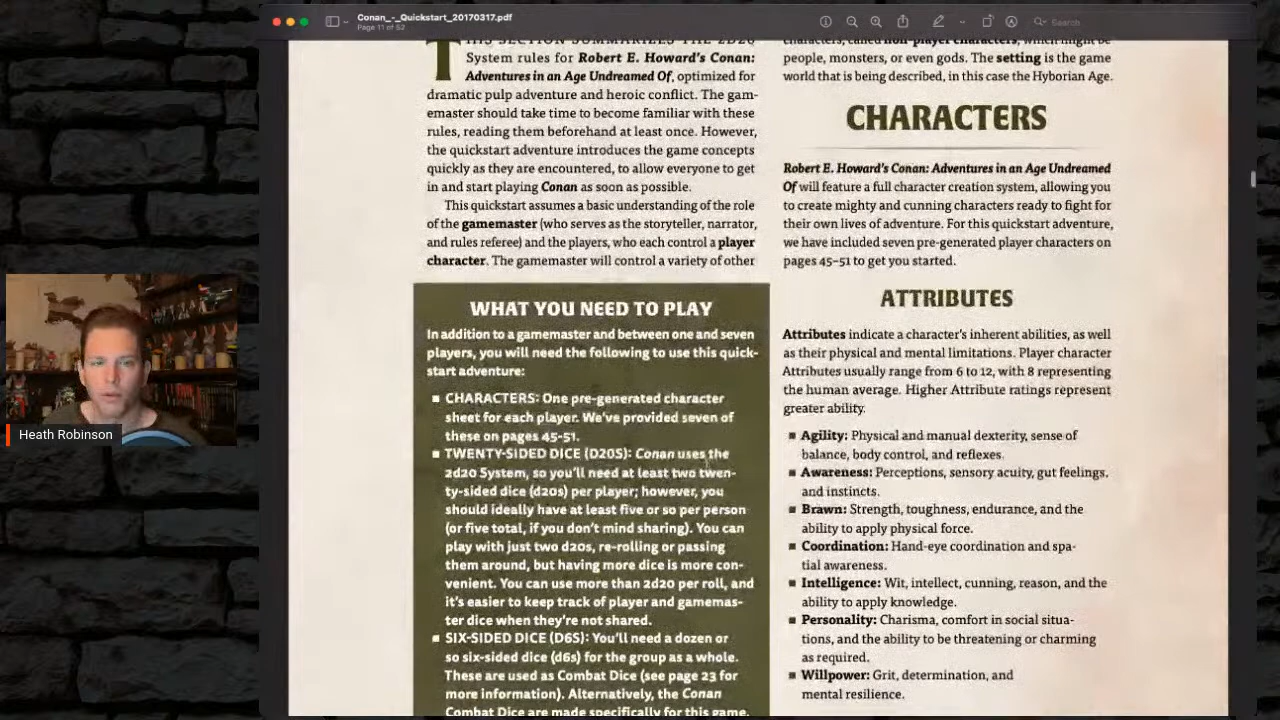 Conan_-_Quickstart_20170317.pdf
Page 11 of 52
Search
THIS SECTION SUMMARIZES THE 2D20
System rules for Robert E. Howard's Conan:
Adventures in an Age Undreamed Of, optimized for
dramatic pulp adventure and heroic conflict. The gam-
emaster should take time to become familiar with these
rules, reading them beforehand at least once. However,
the quickstart adventure introduces the game concepts
quickly as they are encountered, to allow everyone to get
in and start playing Conan as soon as possible.
This quickstart assumes a basic understanding of the role
of the gamemaster (who serves as the storyteller, narrator,
and rules referee) and the players, who each control a player
character. The gamemaster will control a variety of other
WHAT YOU NEED TO PLAY
In addition to a gamemaster and between one and seven
players, you will need the following to use this quick-
start adventure:
■ CHARACTERS: One pre-generated character
sheet for each player. We've provided seven of
these on pages 45-51.
■ TWENTY-SIDED DICE (D20S): Conan uses the
2d20 System, so you'll need at least two twen-
ty-sided dice (d20s) per player; however, you
should ideally have at least five or so per person
(or five total, if you don't mind sharing). You can
play with just two d20s, re-rolling or passing
them around, but having more dice is more con-
venient. You can use more than 2d20 per roll, and
it's easier to keep track of player and gamemas-
ter dice when they're not shared.
■ SIX-SIDED DICE (D6S): You'll need a dozen or
so six-sided dice (d6s) for the group as a whole.
These are used as Combat Dice (see page 23 for
more information). Alternatively, the Conan
Combat Dice are made specifically for this game,
characters, called non-player characters, which might be
people, monsters, or even gods. The setting is the game
world that is being described, in this case the Hyborian Age.
CHARACTERS
Robert E. Howard's Conan: Adventures in an Age Undreamed
Of will feature a full character creation system, allowing you
to create mighty and cunning characters ready to fight for
their own lives of adventure. For this quickstart adventure,
we have included seven pre-generated player characters on
pages 45–51 to get you started.
ATTRIBUTES
Attributes indicate a character's inherent abilities, as well
as their physical and mental limitations. Player character
Attributes usually range from 6 to 12, with 8 representing
the human average. Higher Attribute ratings represent
greater ability.
■ Agility: Physical and manual dexterity, sense of
balance, body control, and reflexes.
■ Awareness: Perceptions, sensory acuity, gut feelings,
and instincts.
■ Brawn: Strength, toughness, endurance, and the
ability to apply physical force.
■ Coordination: Hand-eye coordination and spa-
tial awareness.
■ Intelligence: Wit, intellect, cunning, reason, and the
ability to apply knowledge.
■ Personality: Charisma, comfort in social situa-
tions, and the ability to be threatening or charming
as required.
■ Willpower: Grit, determination, and
mental resilience.
Heath Robinson